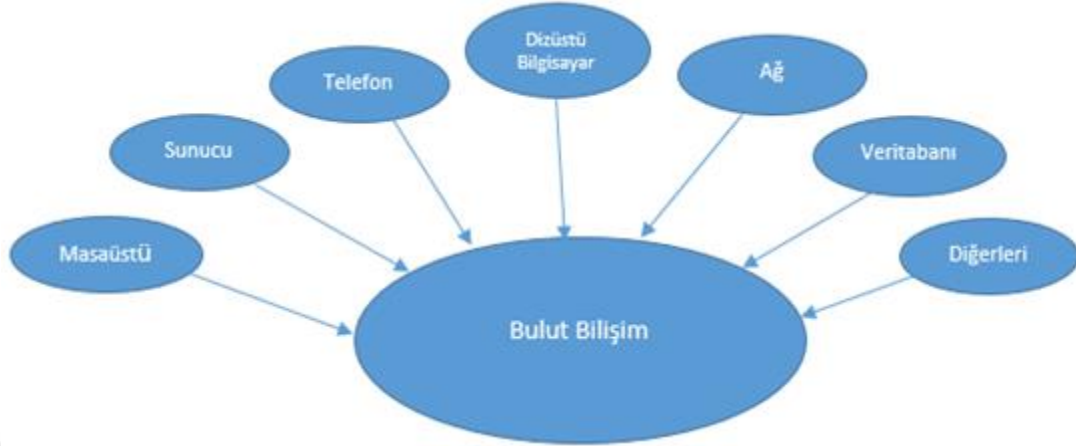 Dizüstü
Bilgisayar
Telefon
Ağ
Sunucu
Veritabanı
Masaüstü
Diğerleri
Bulut Bilişim